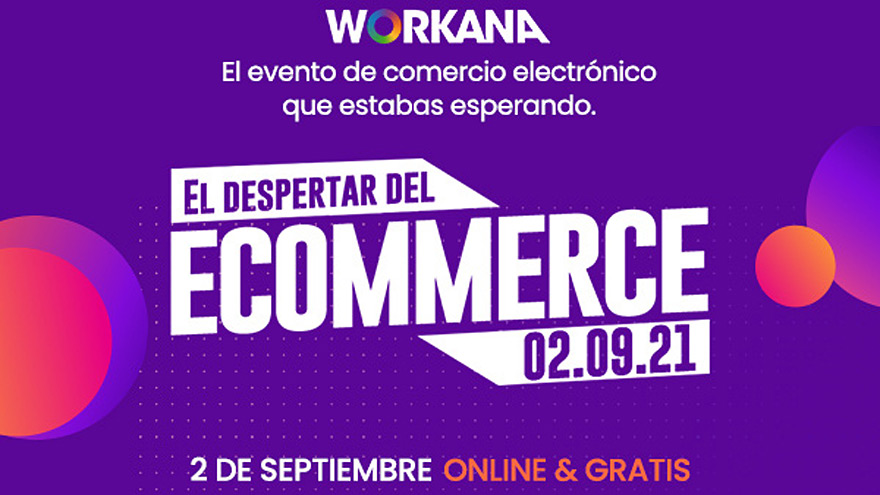 WORKANA
El evento de comercio electrónico
que estabas esperando.
EL DESPERTAR DEL
ECOMMERCE
02.09.21
2 DE SEPTIEMBRE ONLINE & GRATIS